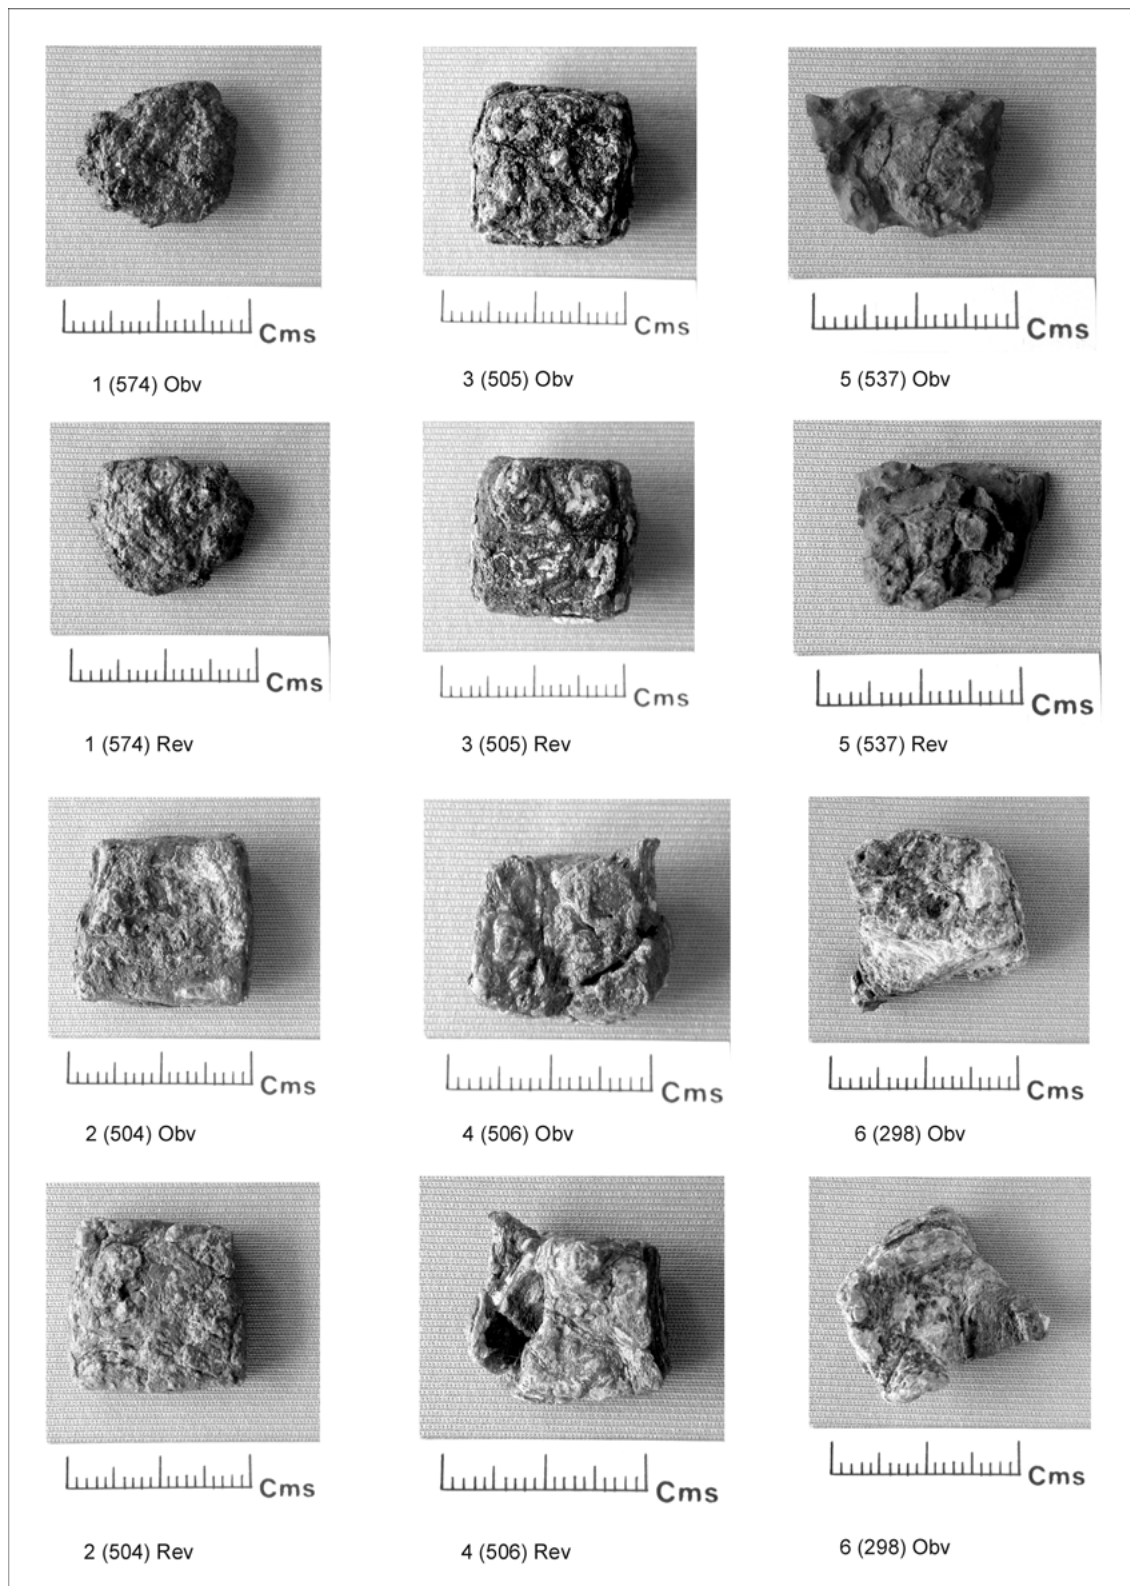 Cms Cms Cms
1 (574) Obv 3 (505) Obv 5 (537) Obv
Cms Cms Cms
1 (574) Rev 3 (505) Rev 5 (537) Rev
Cms Cms Cms
2 (504) Obv 4 (506) Obv 6 (298) Obv
Cms Cms Cms
2 (504) Rev 4 (506) Rev 6 (298) Obv